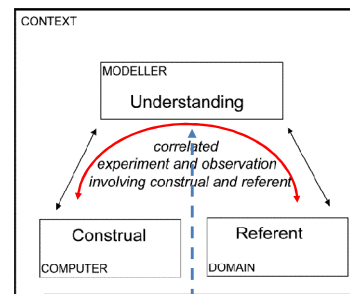 CONTEXT
MODELLER
Understanding
correlated
experiment and observation
involving construal and referent
Construal
COMPUTER
Referent
DOMAIN